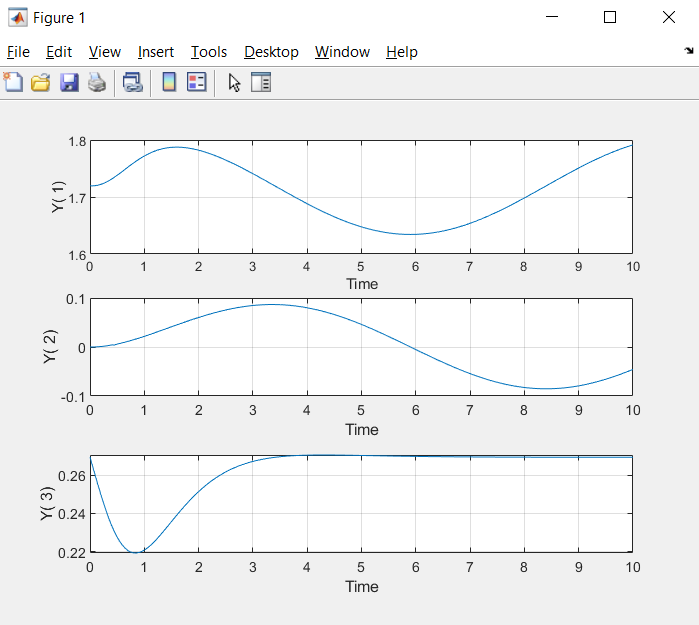 Figure 1
File Edit View Insert Tools Desktop Window Help
1.8
1.7
1.6
Y( 1)
0 1 2 3 4 5 6 7 8 9 10
Time
0.1
0
-0.1
Y( 2)
0 1 2 3 4 5 6 7 8 9 10
Time
0.26
0.24
0.22
Y( 3)
0 1 2 3 4 5 6 7 8 9 10
Time